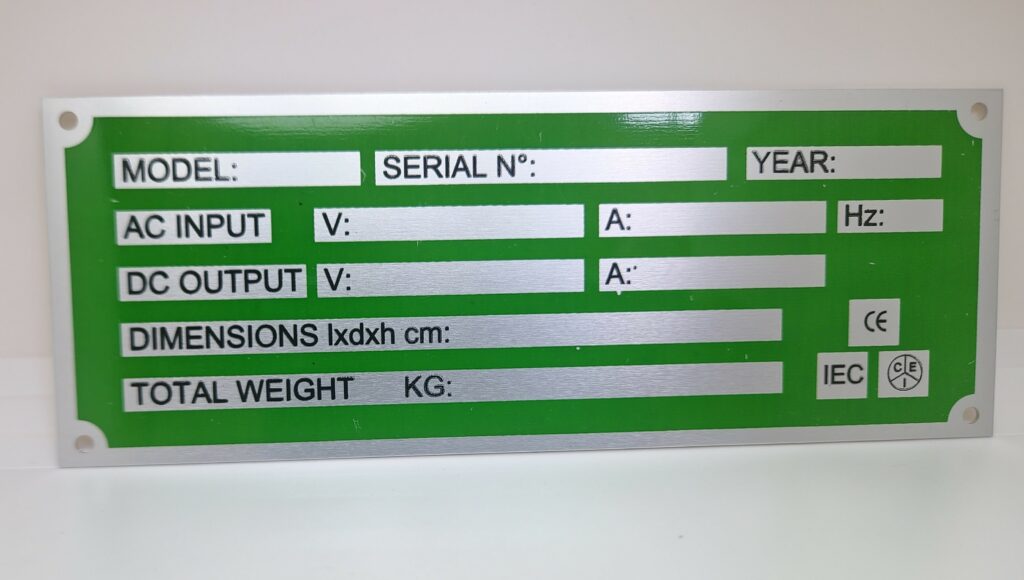 MODEL: SERIAL N°: YEAR:
AC INPUT V: A: Hz:
DC OUTPUT V: A:
DIMENSIONS lxdxh cm:
CE
TOTAL WEIGHT KG: IEC CEI